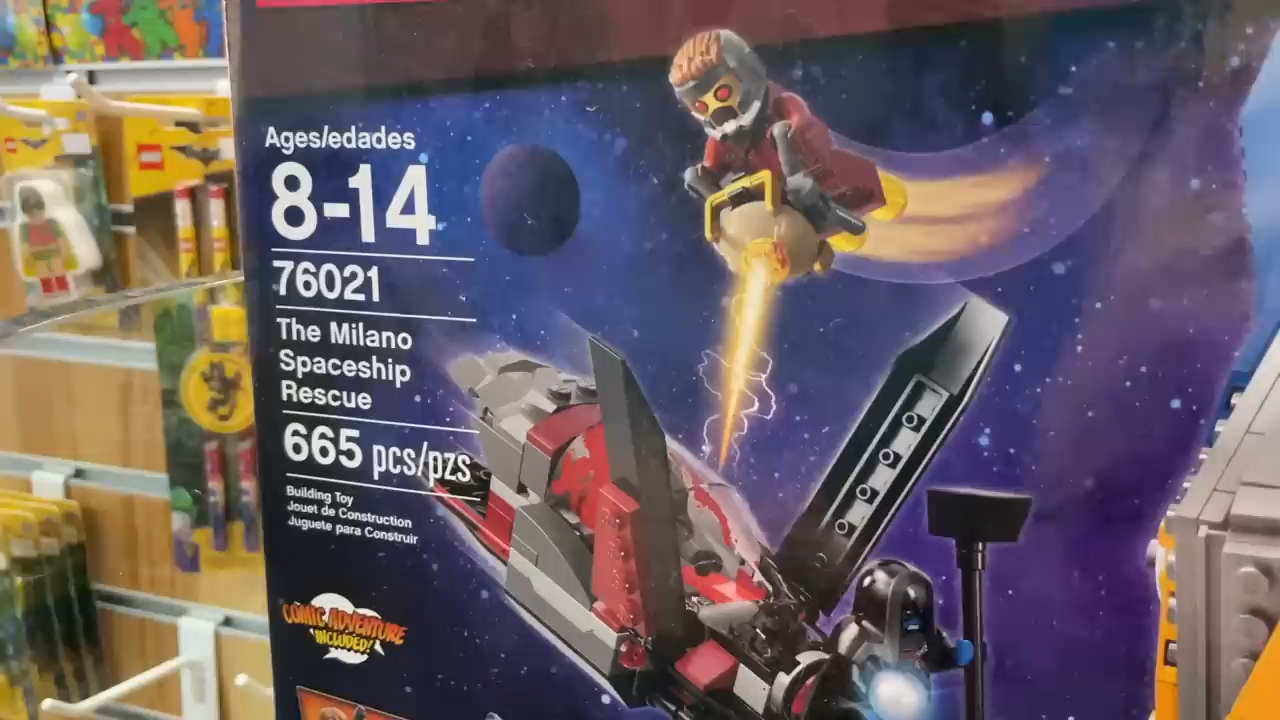 Ages/edades
8-14
76021
The Milano
Spaceship
Rescue
665 pcs/pzs
Building Toy
Jouet de Construction
Juguete para Construir
COMIC ADVENTURE
INCLUDED!
LEGO